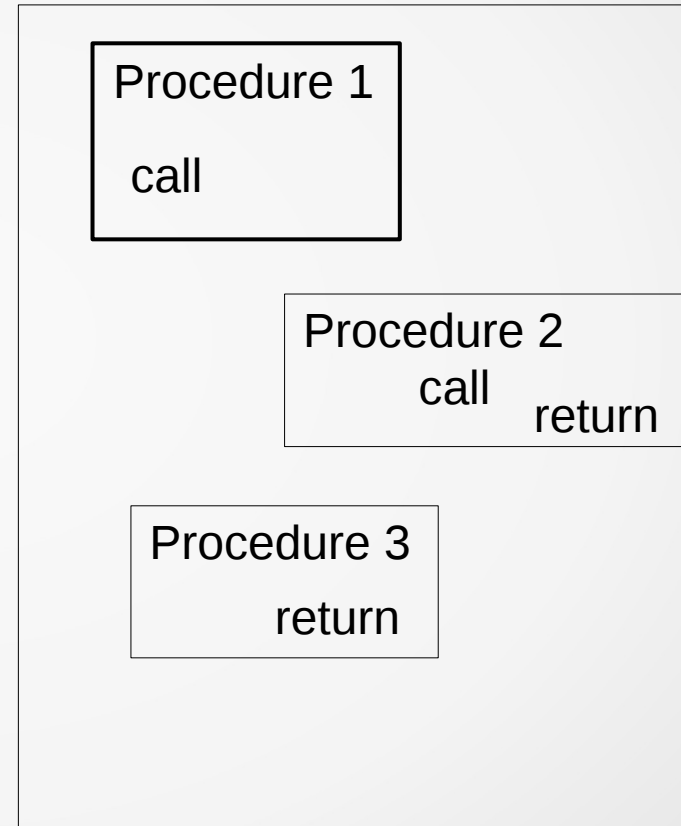 Procedure 1
call
Procedure 2
call
return
Procedure 3
return